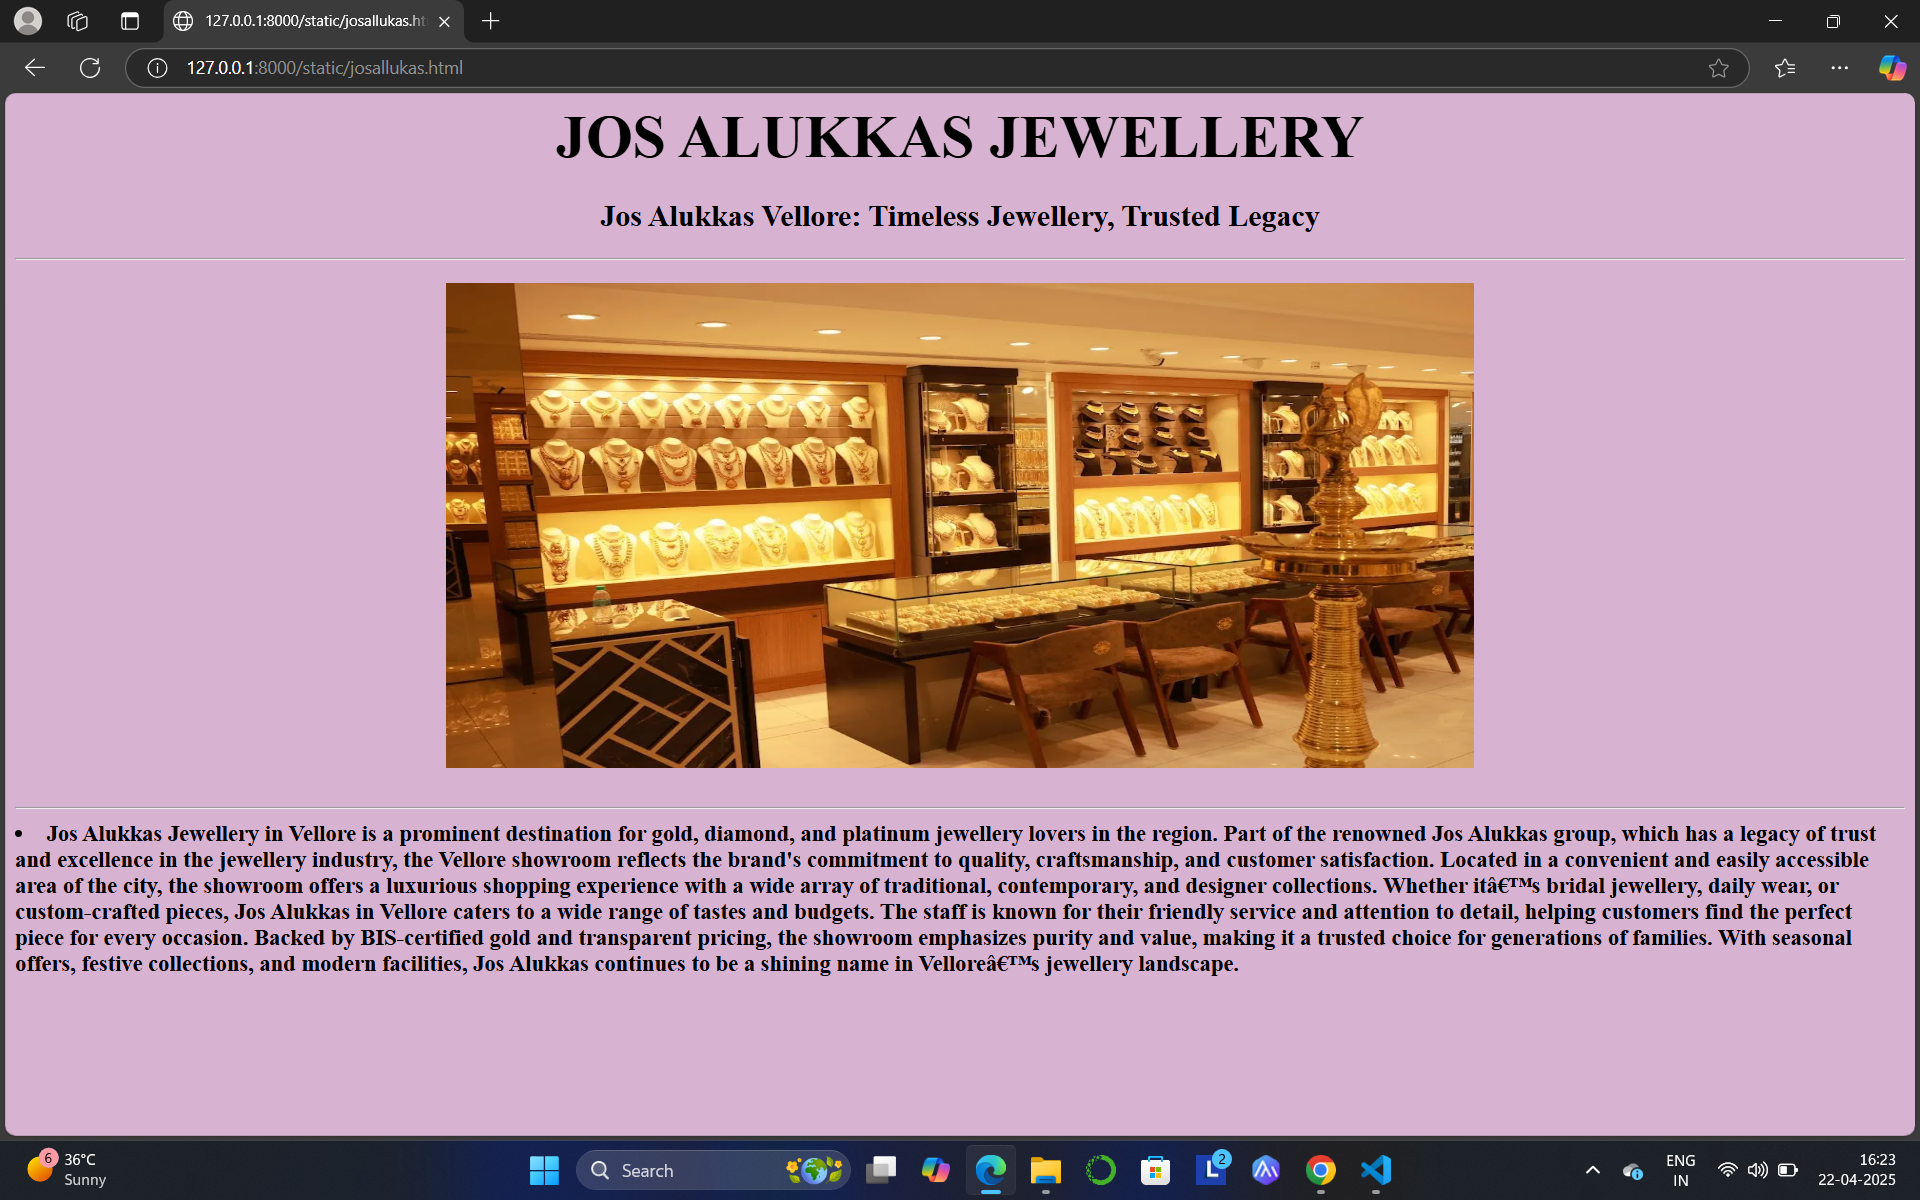 127.0.0.1:8000/static/josallukas.ht
127.0.0.1:8000/static/josallukas.html
JOS ALUKKAS JEWELLERY
Jos Alukkas Vellore: Timeless Jewellery, Trusted Legacy
• Jos Alukkas Jewellery in Vellore is a prominent destination for gold, diamond, and platinum jewellery lovers in the region. Part of the renowned Jos Alukkas group, which has a legacy of trust
and excellence in the jewellery industry, the Vellore showroom reflects the brand's commitment to quality, craftsmanship, and customer satisfaction. Located in a convenient and easily accessible
area of the city, the showroom offers a luxurious shopping experience with a wide array of traditional, contemporary, and designer collections. Whether itâ€™s bridal jewellery, daily wear, or
custom-crafted pieces, Jos Alukkas in Vellore caters to a wide range of tastes and budgets. The staff is known for their friendly service and attention to detail, helping customers find the perfect
piece for every occasion. Backed by BIS-certified gold and transparent pricing, the showroom emphasizes purity and value, making it a trusted choice for generations of families. With seasonal
offers, festive collections, and modern facilities, Jos Alukkas continues to be a shining name in Velloreâ€™s jewellery landscape.
6
36°C
Sunny
Search
L
2
ENG
IN
16:23
22-04-2025